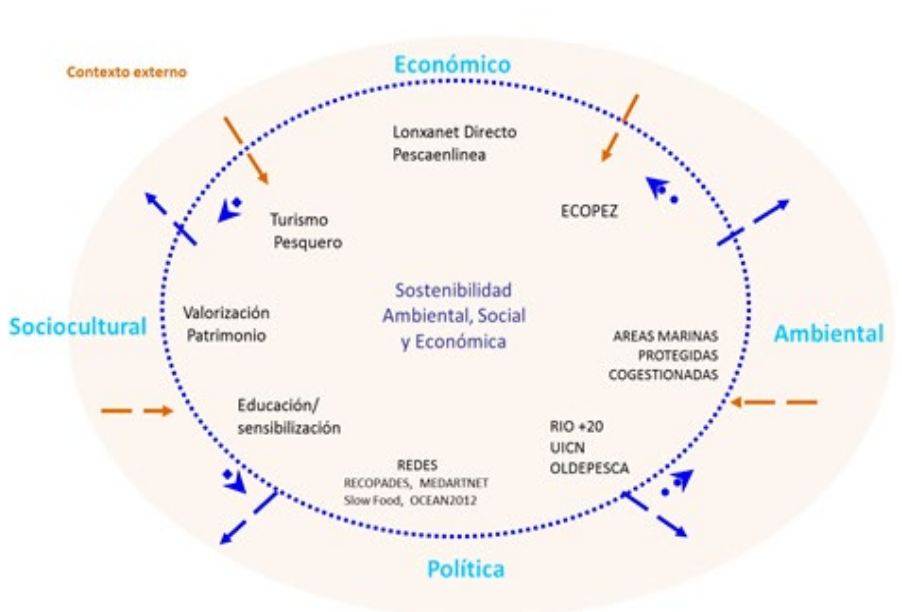 Económico
Contexto externo
Lonxanet Directo
Pescaenlinea
ECOPEZ
Turismo
Pesquero
Sostenibilidad
Ambiental, Social
y Económica
Valorización
Patrimonio
Sociocultural
Ambiental
AREAS MARINAS
PROTEGIDAS
COGESTIONADAS
Educación/
sensibilización
RIO +20
UICN
OLDEPESCA
REDES
RECOPADES, MEDARTNET
Slow Food, OCEAN2012
Política